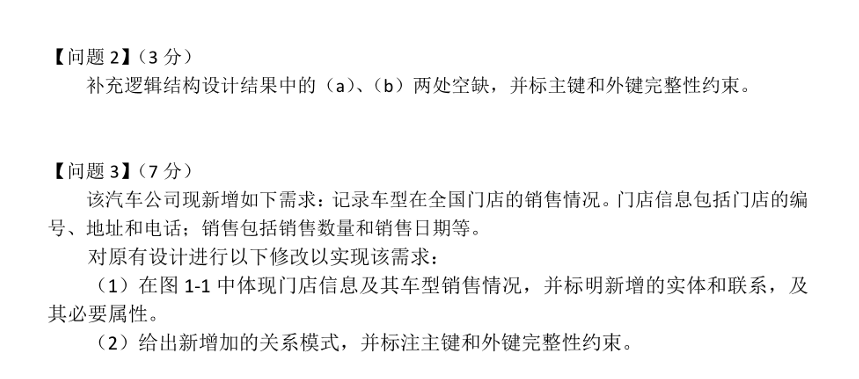 【问题 2】（3 分）
补充逻辑结构设计结果中的（a）、（b）两处空缺，并标主键和外键完整性约束。
【问题 3】（7 分）
该汽车公司现新增如下需求：记录车型在全国门店的销售情况。门店信息包括门店的编
号、地址和电话；销售包括销售数量和销售日期等。
对原有设计进行以下修改以实现该需求：
（1）在图 1-1 中体现门店信息及其车型销售情况，并标明新增的实体和联系，及
其必要属性。
（2）给出新增加的关系模式，并标注主键和外键完整性约束。